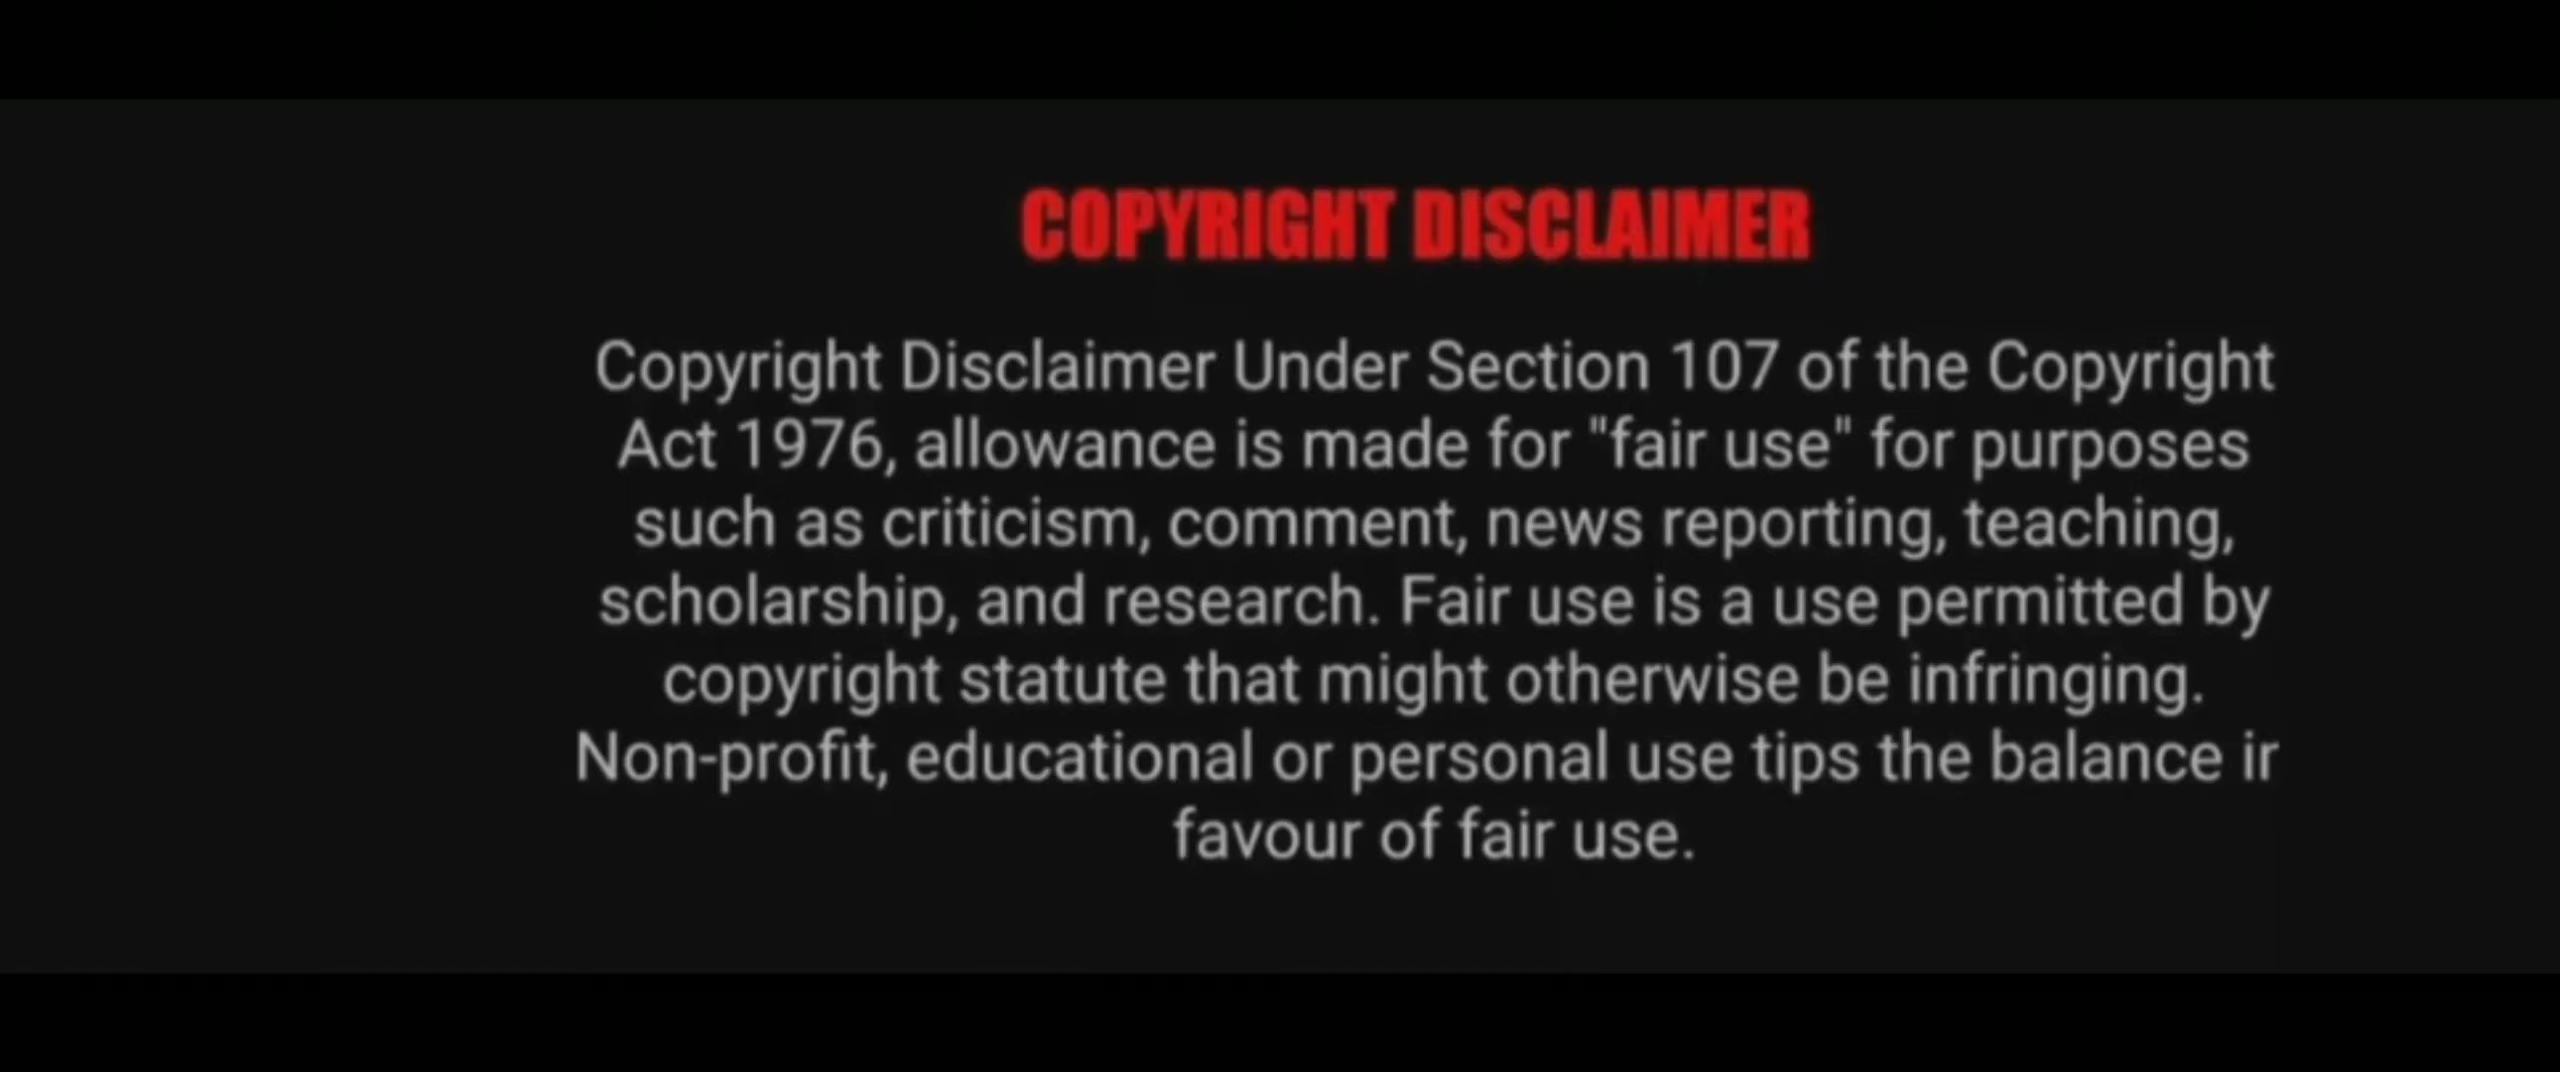 COPYRIGHT DISCLAIMER
Copyright Disclaimer Under Section 107 of the Copyright
Act 1976, allowance is made for "fair use" for purposes
such as criticism, comment, news reporting, teaching,
scholarship, and research. Fair use is a use permitted by
copyright statute that might otherwise be infringing.
Non-profit, educational or personal use tips the balance ir
favour of fair use.